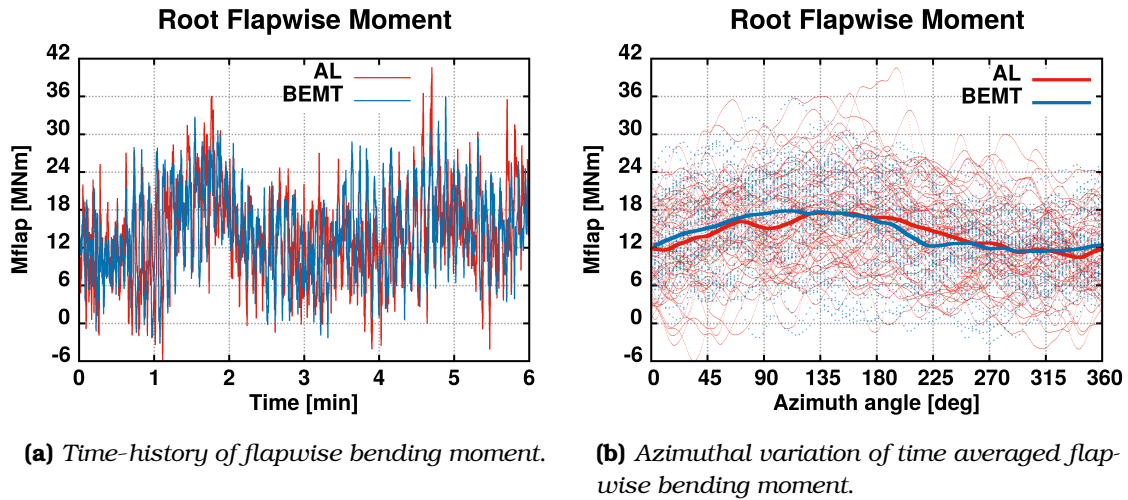 Root Flapwise Moment
42
36
30
24
18
12
6
0
-6
Mflap [MNm]
AL
BEMT
0 1 2 3 4 5 6
Time [min]
(a) Time-history of flapwise bending moment.
Root Flapwise Moment
42
36
30
24
18
12
6
0
-6
Mflap [MNm]
AL
BEMT
0 45 90 135 180 225 270 315 360
Azimuth angle [deg]
(b) Azimuthal variation of time averaged flap-
wise bending moment.